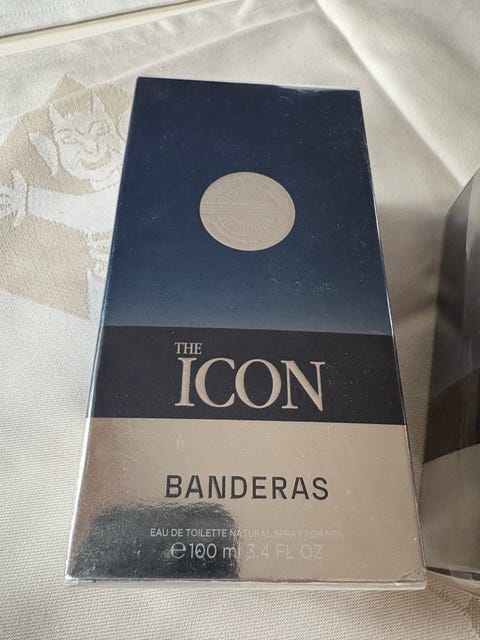 THE
ICON
BANDERAS
EAU DE TOILETTE NATURAL SPRAY FOR MEN
℮100 ml 3.4 FL OZ